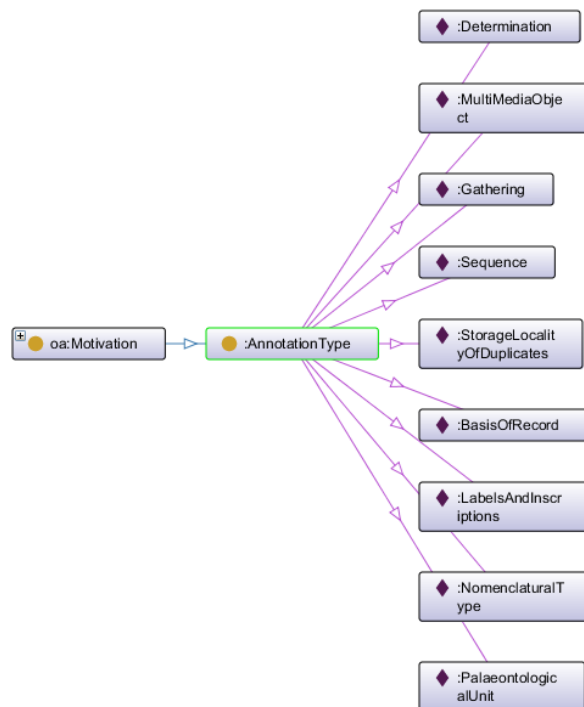 :Determination
:MultiMediaObje
ct
:Gathering
:Sequence
oa:Motivation
:AnnotationType
:StorageLocalit
yOfDuplicates
:BasisOfRecord
:LabelsAndInscr
iptions
:NomenclaturalT
ype
:Palaeontologic
alUnit